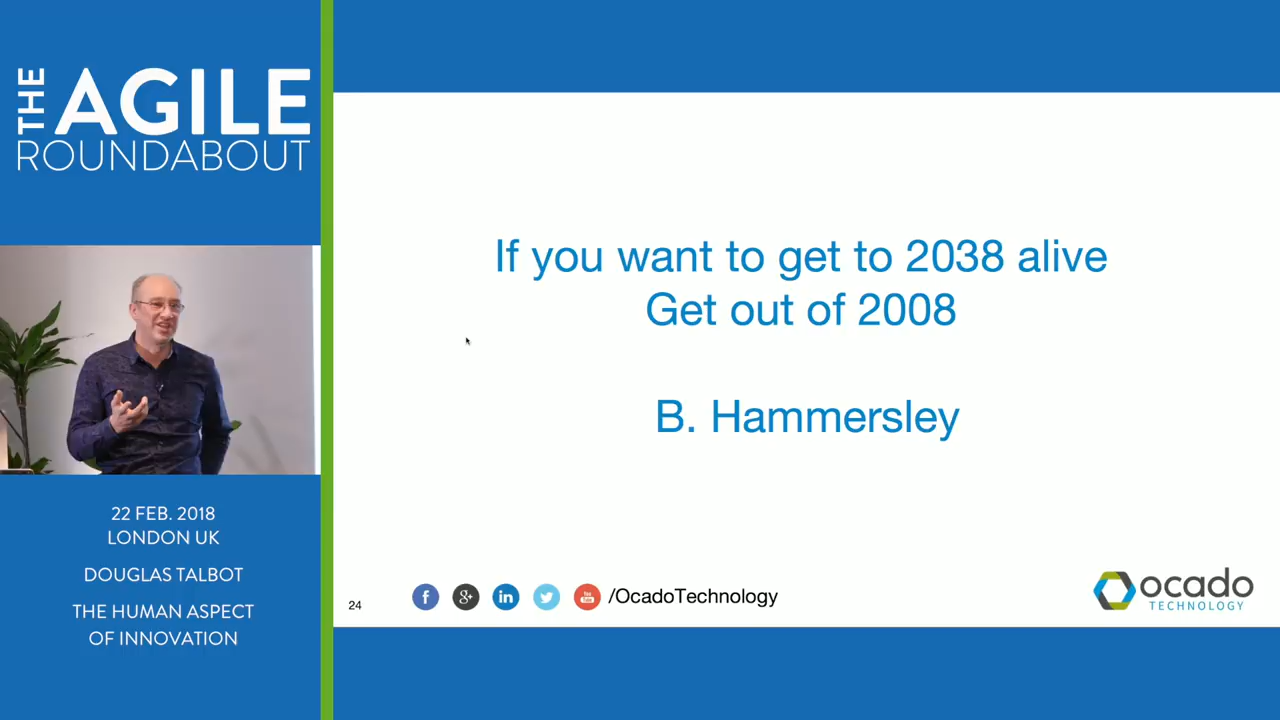 THE AGILE
ROUNDABOUT
22 FEB. 2018
LONDON UK
DOUGLAS TALBOT
THE HUMAN ASPECT
OF INNOVATION
If you want to get to 2038 alive
Get out of 2008
B. Hammersley
24
/OcadoTechnology
ocado
TECHNOLOGY